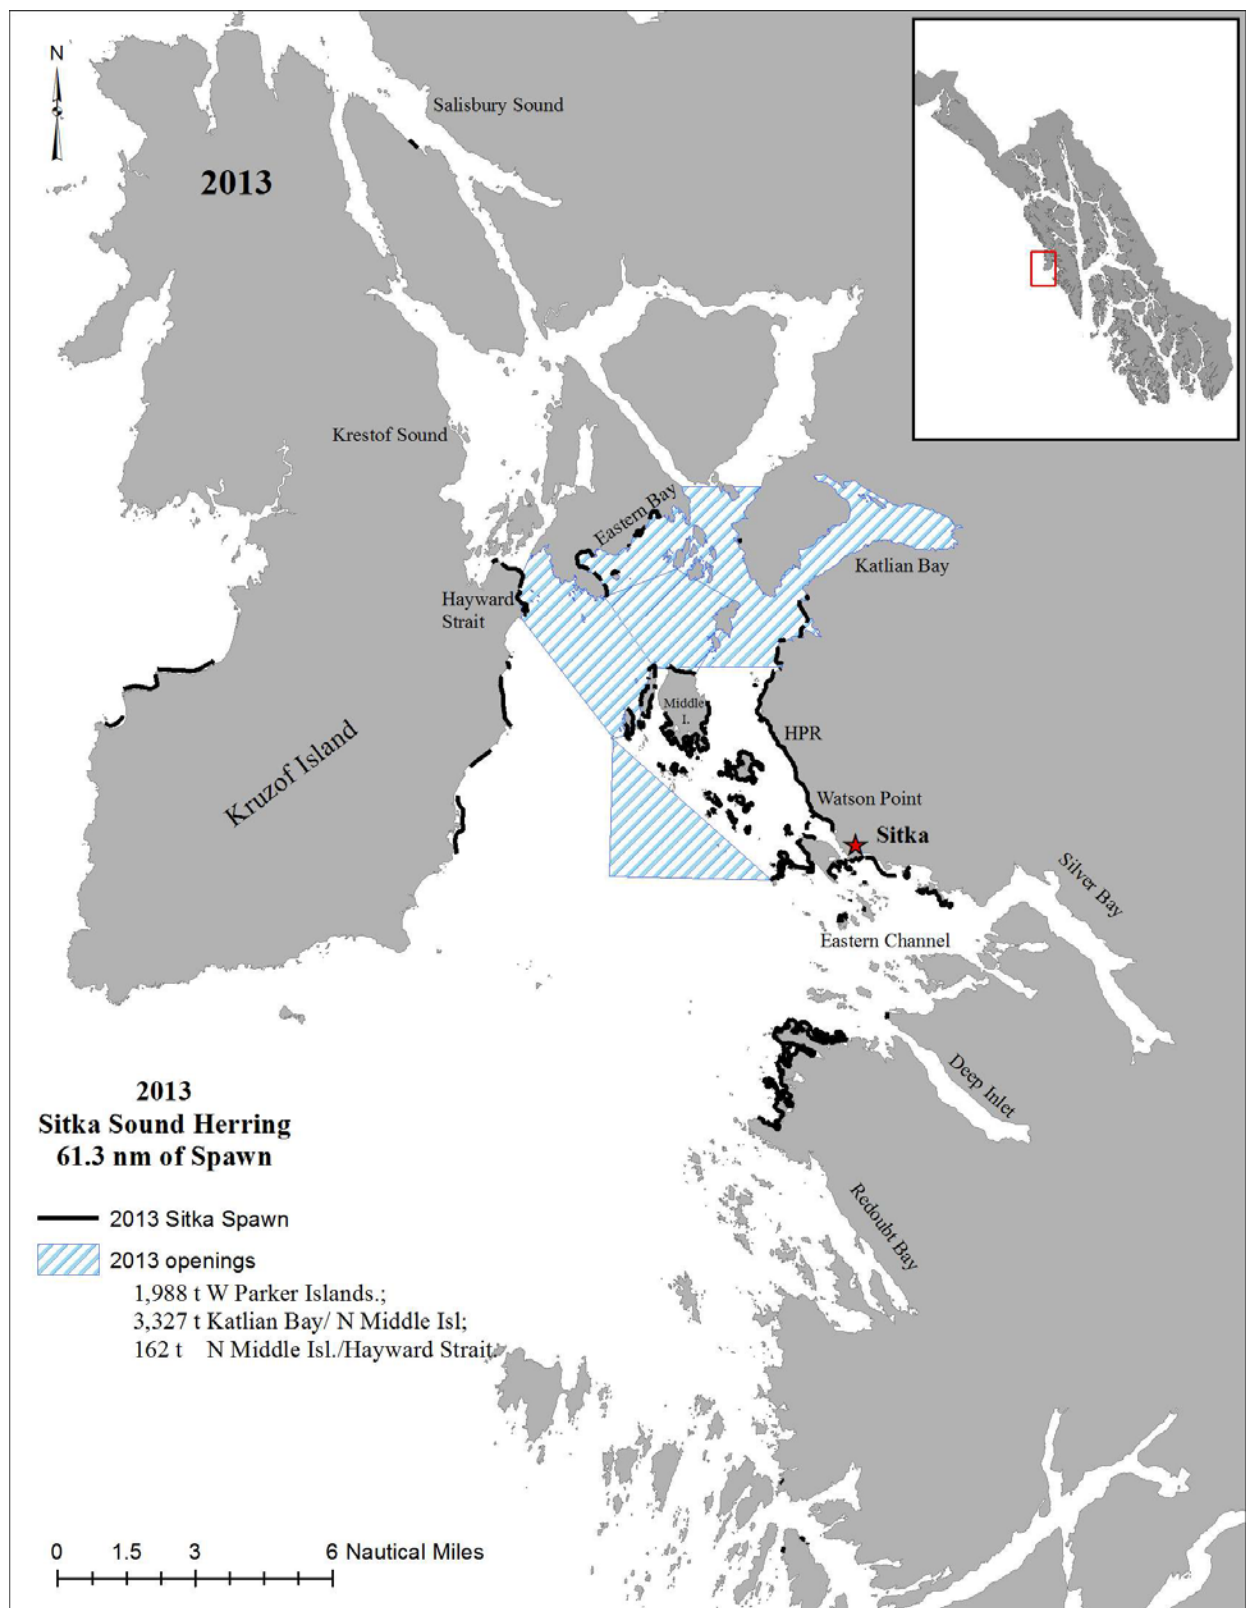 N
Salisbury Sound
2013
Krestof Sound
Eastern Bay
Katlian Bay
Hayward
Strait
Middle
I.
HPR
Kruzof Island
Watson Point
Sitka
Silver Bay
Eastern Channel
Deep Inlet
Redoubt Bay
2013
Sitka Sound Herring
61.3 nm of Spawn
2013 Sitka Spawn
2013 openings
1,988 t W Parker Islands.;
3,327 t Katlian Bay/ N Middle Isl;
162 t N Middle Isl./Hayward Strait.
0 1.5 3 6 Nautical Miles